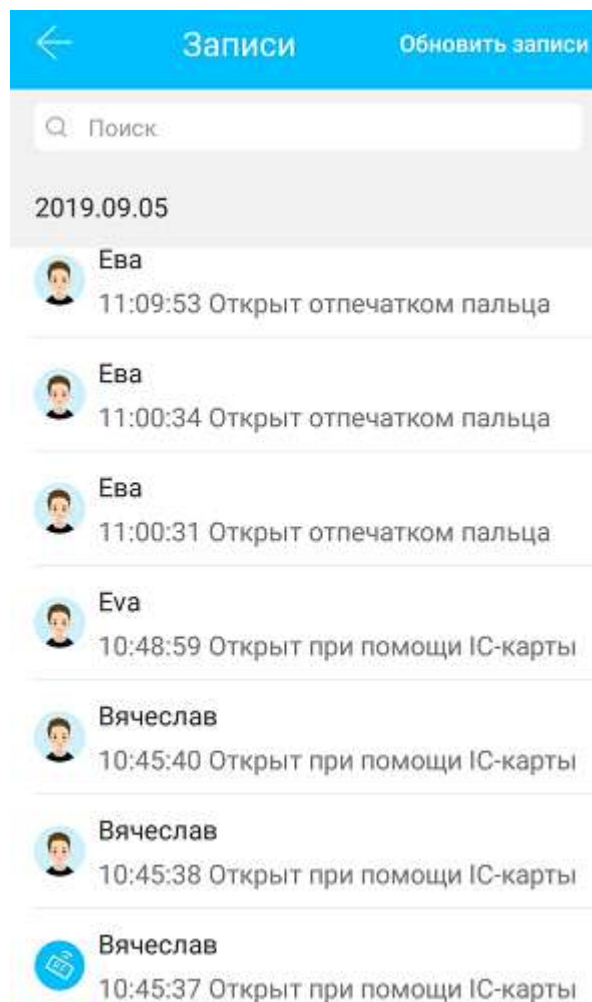 Записи
Обновить записи
Поиск
2019.09.05
Ева
11:09:53 Открыт отпечатком пальца
Ева
11:00:34 Открыт отпечатком пальца
Ева
11:00:31 Открыт отпечатком пальца
Eva
10:48:59 Открыт при помощи IC-карты
Вячеслав
10:45:40 Открыт при помощи IC-карты
Вячеслав
10:45:38 Открыт при помощи IC-карты
Вячеслав
10:45:37 Открыт при помощи IC-карты